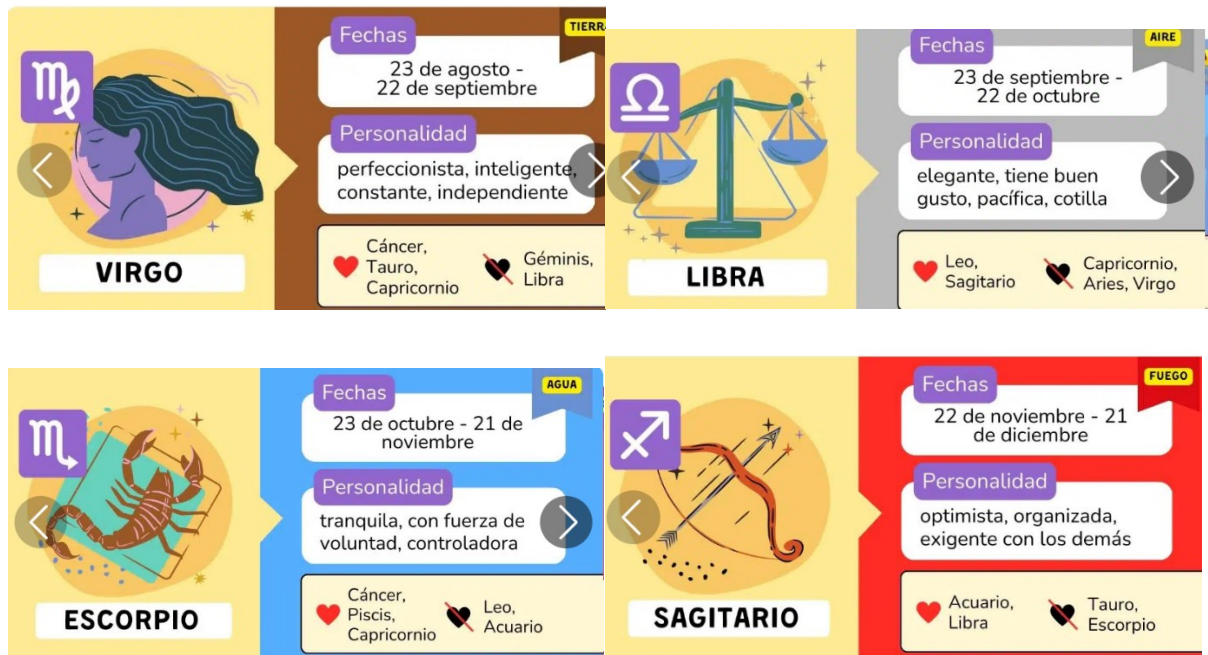 TIERRA
Fechas
23 de agosto -
22 de septiembre
Personalidad
perfeccionista, inteligente,
constante, independiente
Cáncer,
Tauro,
Capricornio
Géminis,
Libra
VIRGO
AIRE
Fechas
23 de septiembre -
22 de octubre
Personalidad
elegante, tiene buen
gusto, pacífica, cotilla
Leo,
Sagitario
Capricornio,
Aries, Virgo
LIBRA
AGUA
Fechas
23 de octubre - 21 de
noviembre
Personalidad
tranquila, con fuerza de
voluntad, controladora
Cáncer,
Piscis,
Capricornio
Leo,
Acuario
ESCORPIO
FUEGO
Fechas
22 de noviembre - 21
de diciembre
Personalidad
optimista, organizada,
exigente con los demás
Acuario,
Libra
Tauro,
Escorpio
SAGITARIO